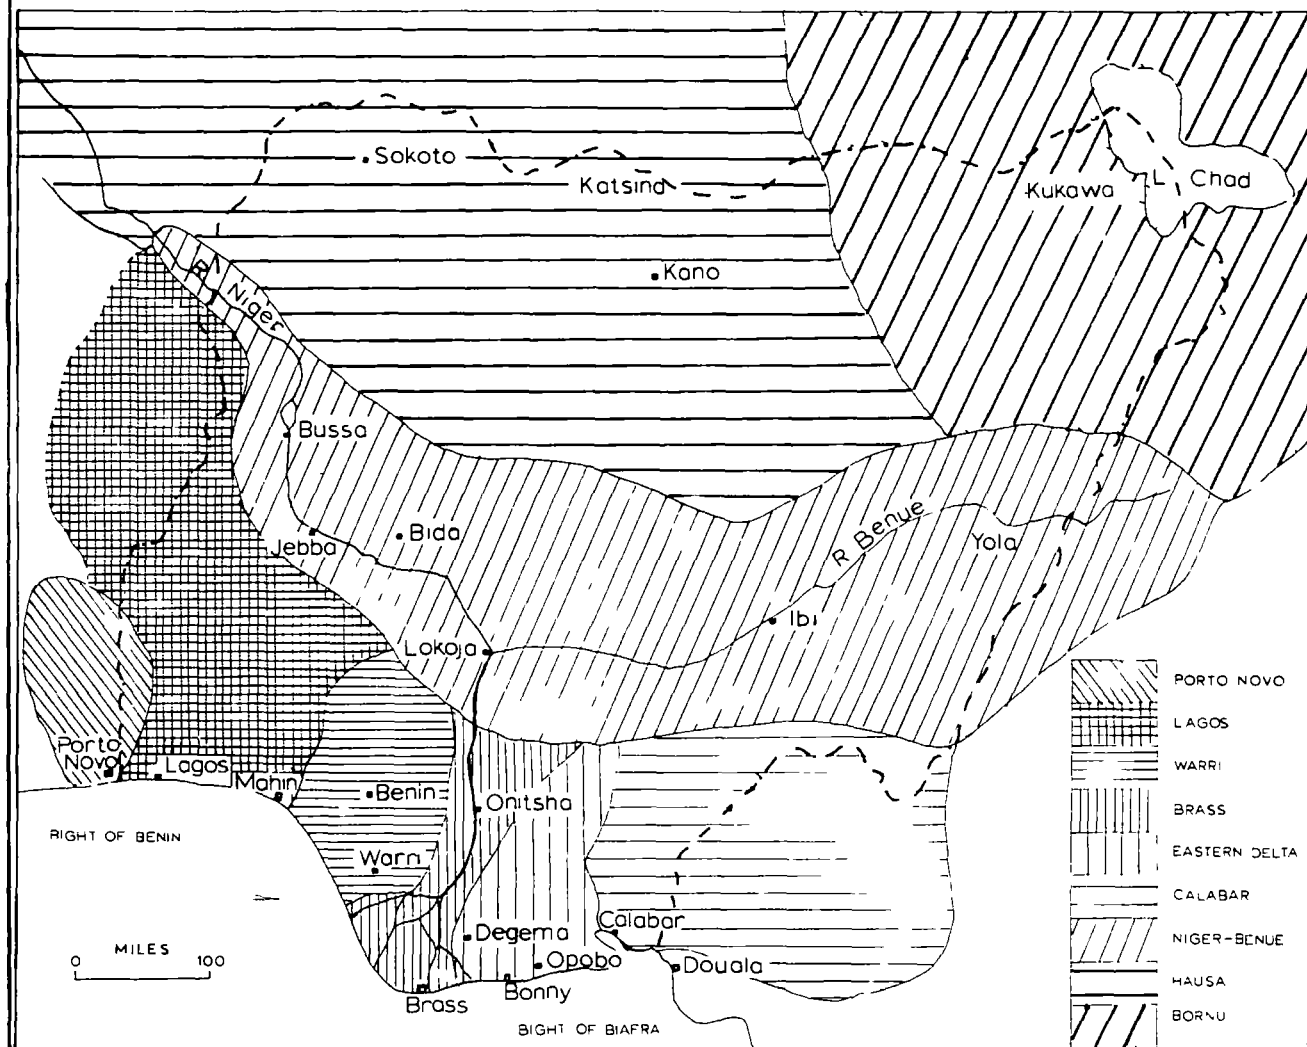 Sokoto
Katsina
Kukawa
L Chad
Kano
R Niger
Bussa
Jebba
Bida
R Benue
Yola
Ibi
Lokoja
Porto
Novo
Lagos
Mahin
Benin
Onitsha
Warri
Calabar
Degema
Opobo
Douala
Bonny
Brass
BIGHT OF BENIN
MILES
0 100
BIGHT OF BIAFRA
PORTO NOVO
LAGOS
WARRI
BRASS
EASTERN DELTA
CALABAR
NIGER-BENUE
HAUSA
BORNU